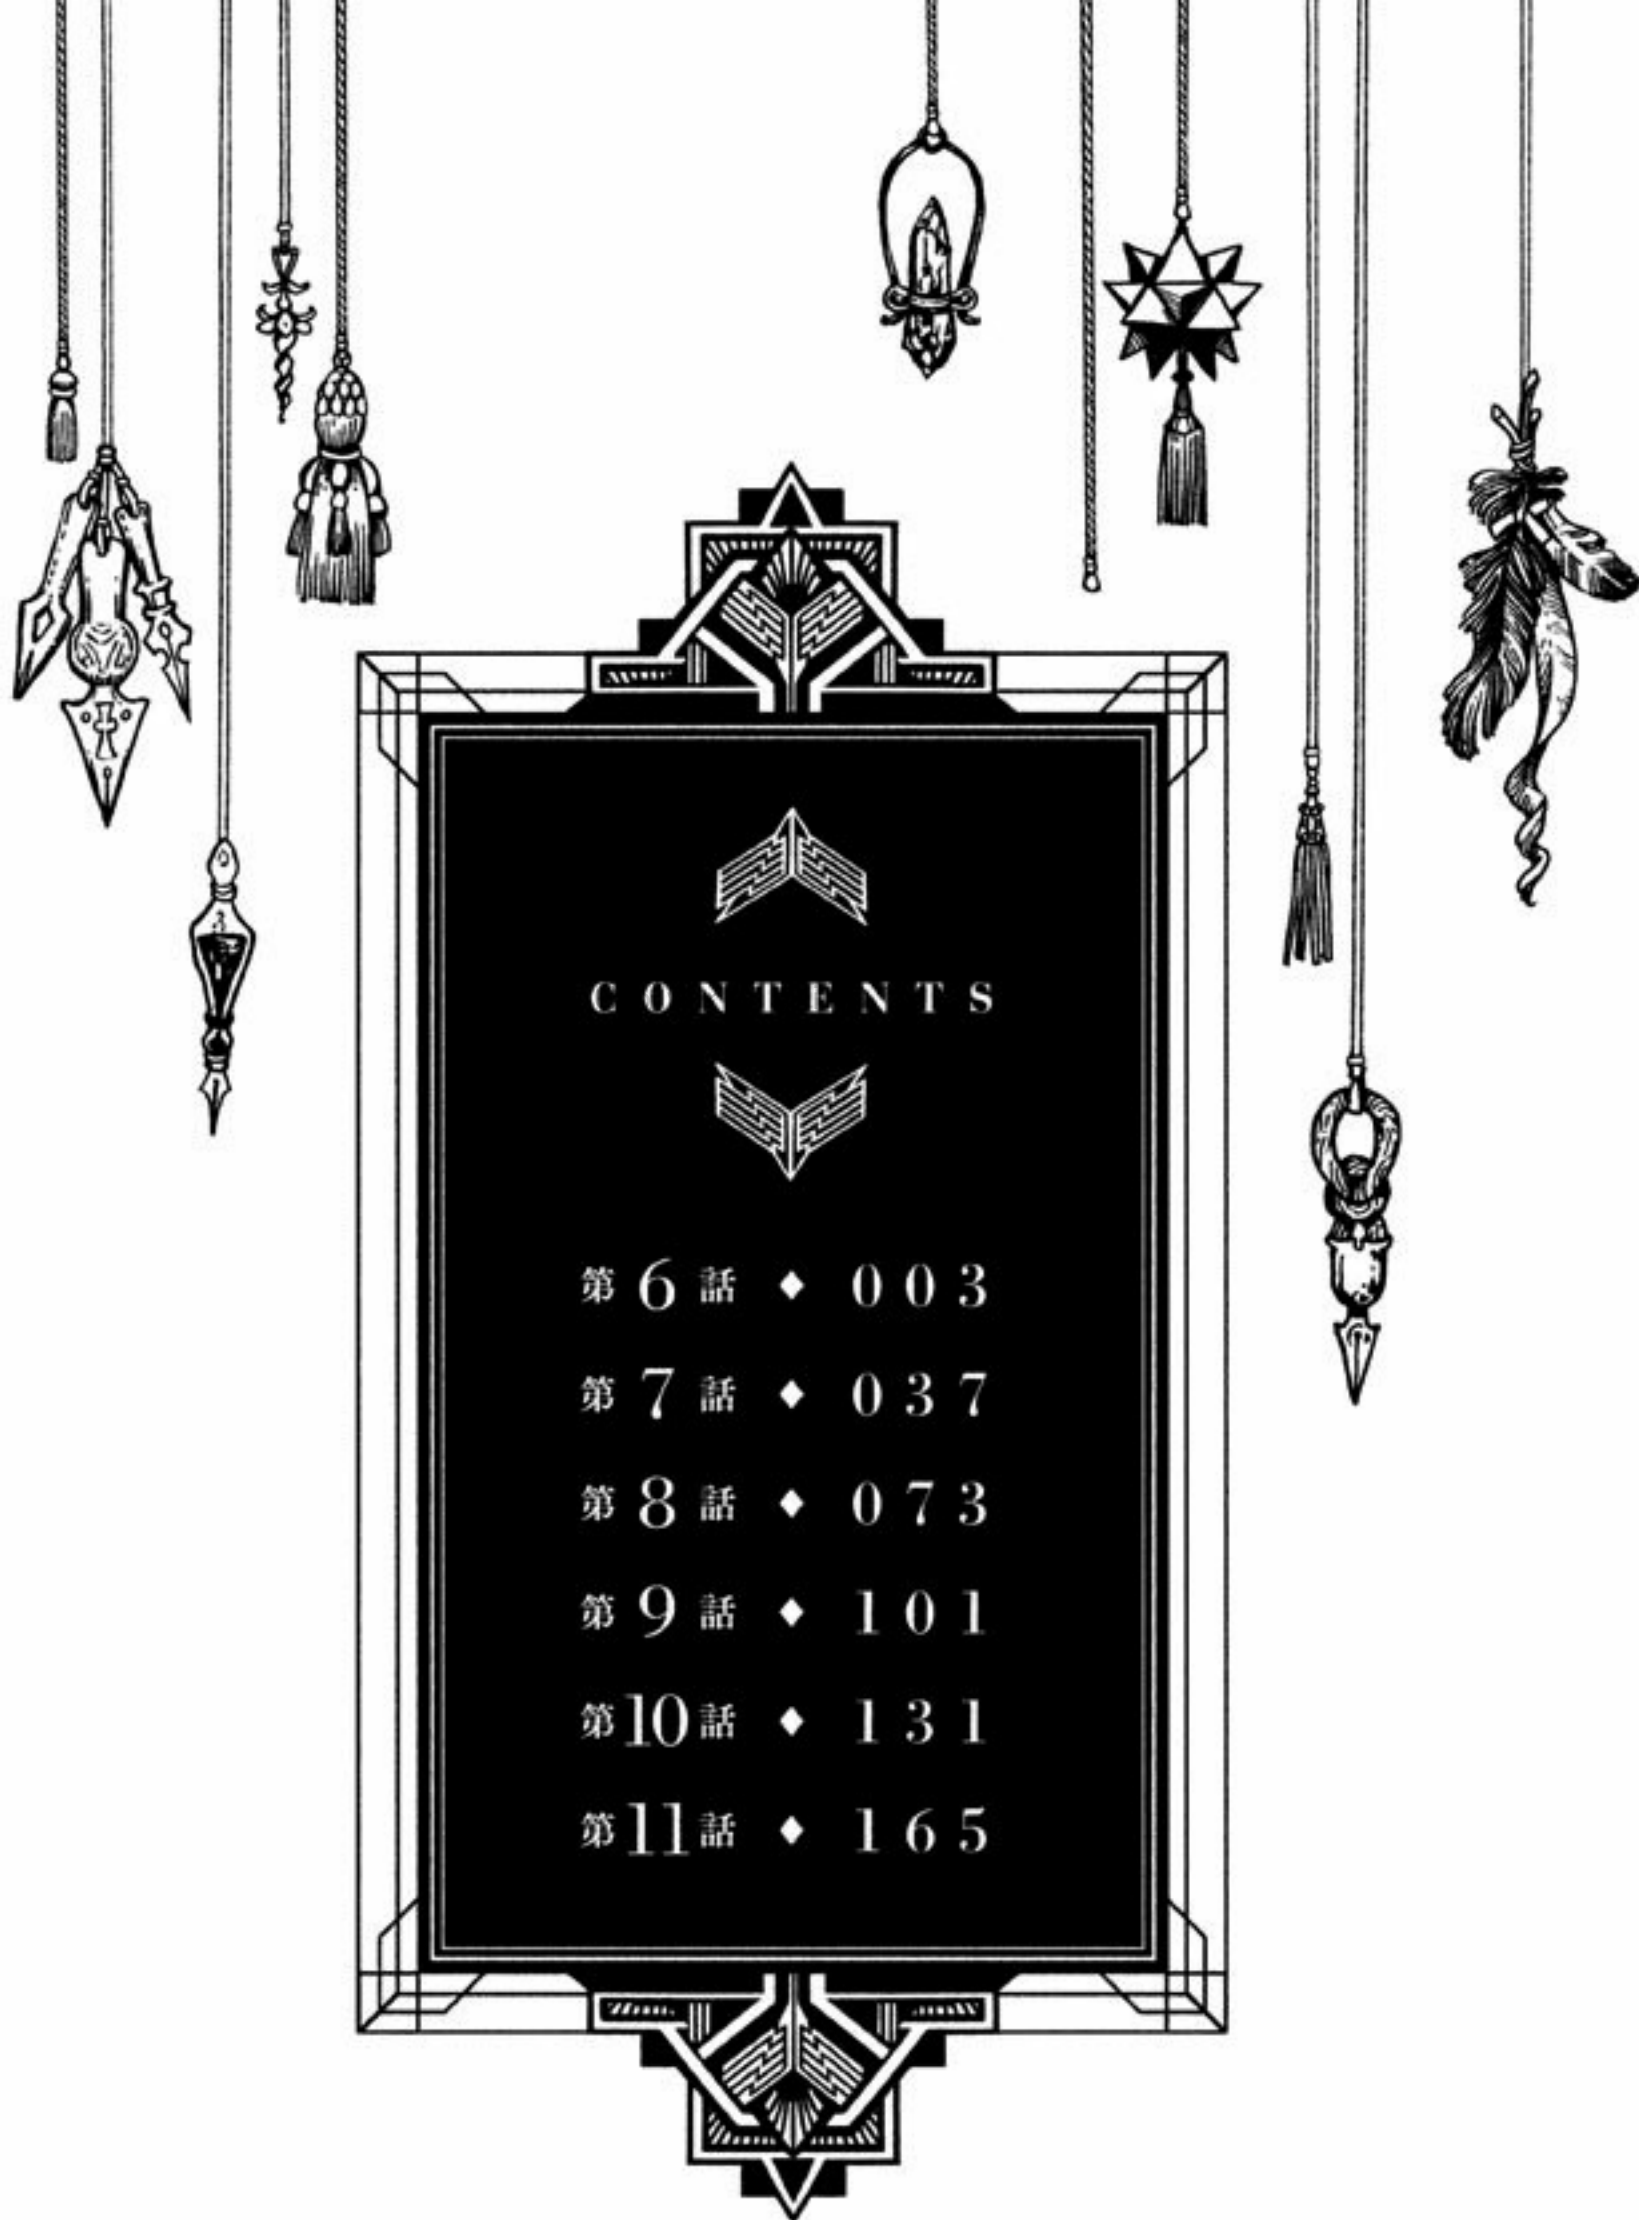 CONTENTS
第6話 ◆ 003
第7話 ◆ 037
第8話 ◆ 073
第9話 ◆ 101
第10話 ◆ 131
第11話 ◆ 165